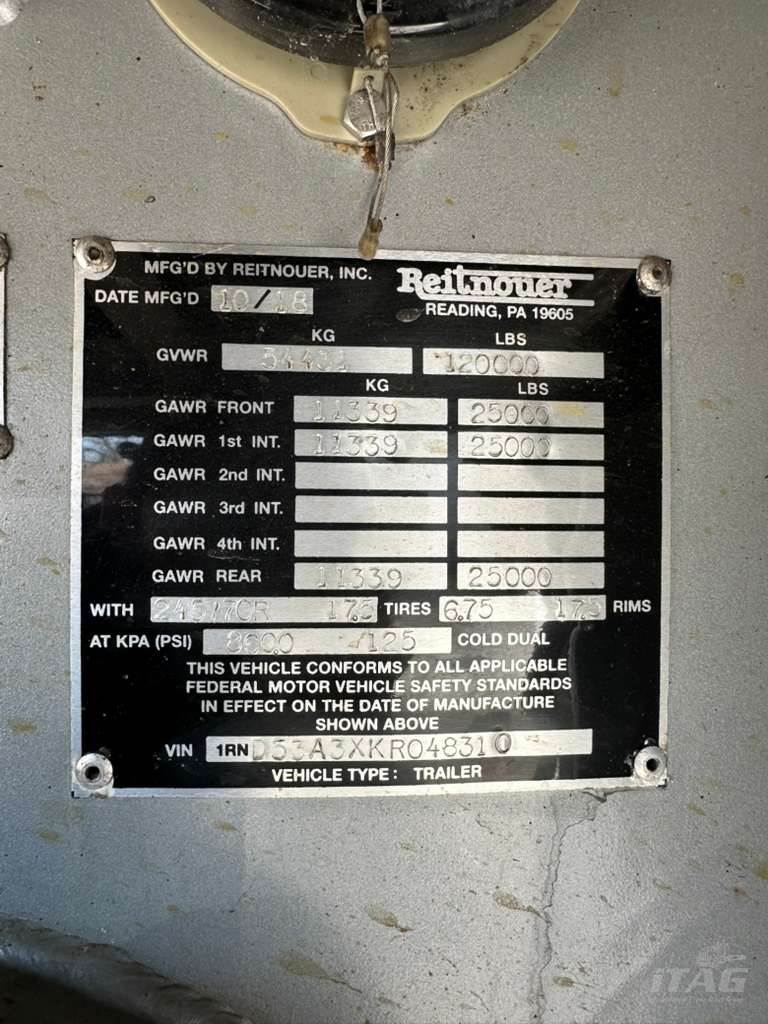 MFG'D BY REITNOUER, INC. Reitnouer
DATE MFG'D 10/18 READING, PA 19605
KG LBS
GVWR 54431 120000
KG LBS
GAWR FRONT 11339 25000
GAWR 1st INT. 11339 25000
GAWR 2nd INT.
GAWR 3rd INT.
GAWR 4th INT.
GAWR REAR 11339 25000
WITH 245/70R 17.5 TIRES 6.75 17.5 RIMS
AT KPA (PSI) 860.0 /125 COLD DUAL
THIS VEHICLE CONFORMS TO ALL APPLICABLE
FEDERAL MOTOR VEHICLE SAFETY STANDARDS
IN EFFECT ON THE DATE OF MANUFACTURE
SHOWN ABOVE
VIN 1RND53A3XKR048310
VEHICLE TYPE: TRAILER
iTAG